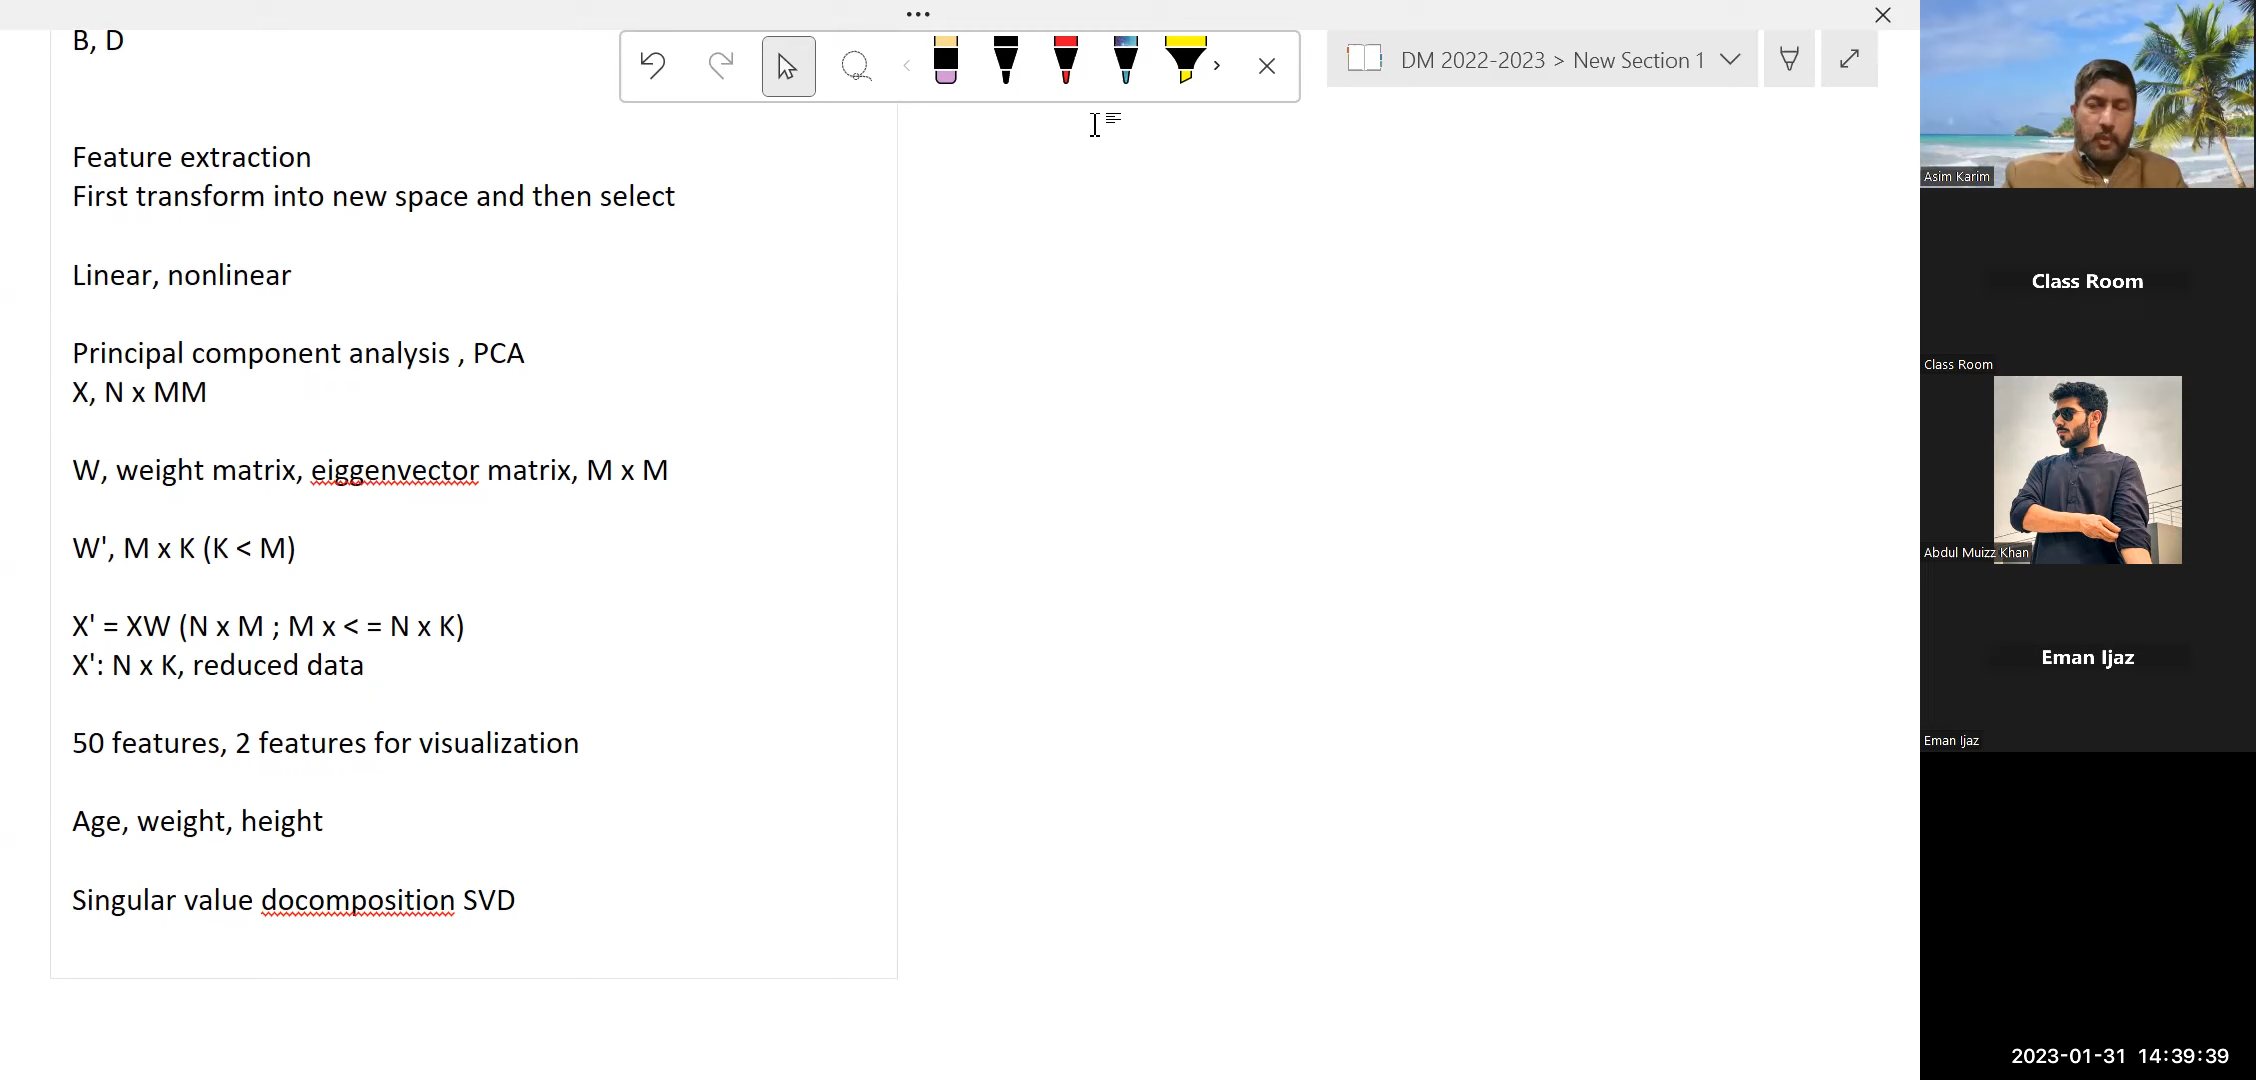 B, D
DM 2022-2023 > New Section 1
Feature extraction
First transform into new space and then select
Linear, nonlinear
Principal component analysis , PCA
X, N x MM
W, weight matrix, eiggenvector matrix, M x M
W', M x K (K < M)
X' = XW (N x M ; M x < = N x K)
X': N x K, reduced data
50 features, 2 features for visualization
Age, weight, height
Singular value docomposition SVD
Asim Karim
Class Room
Class Room
Abdul Muizz Khan
Eman Ijaz
Eman Ijaz
2023-01-31 14:39:39